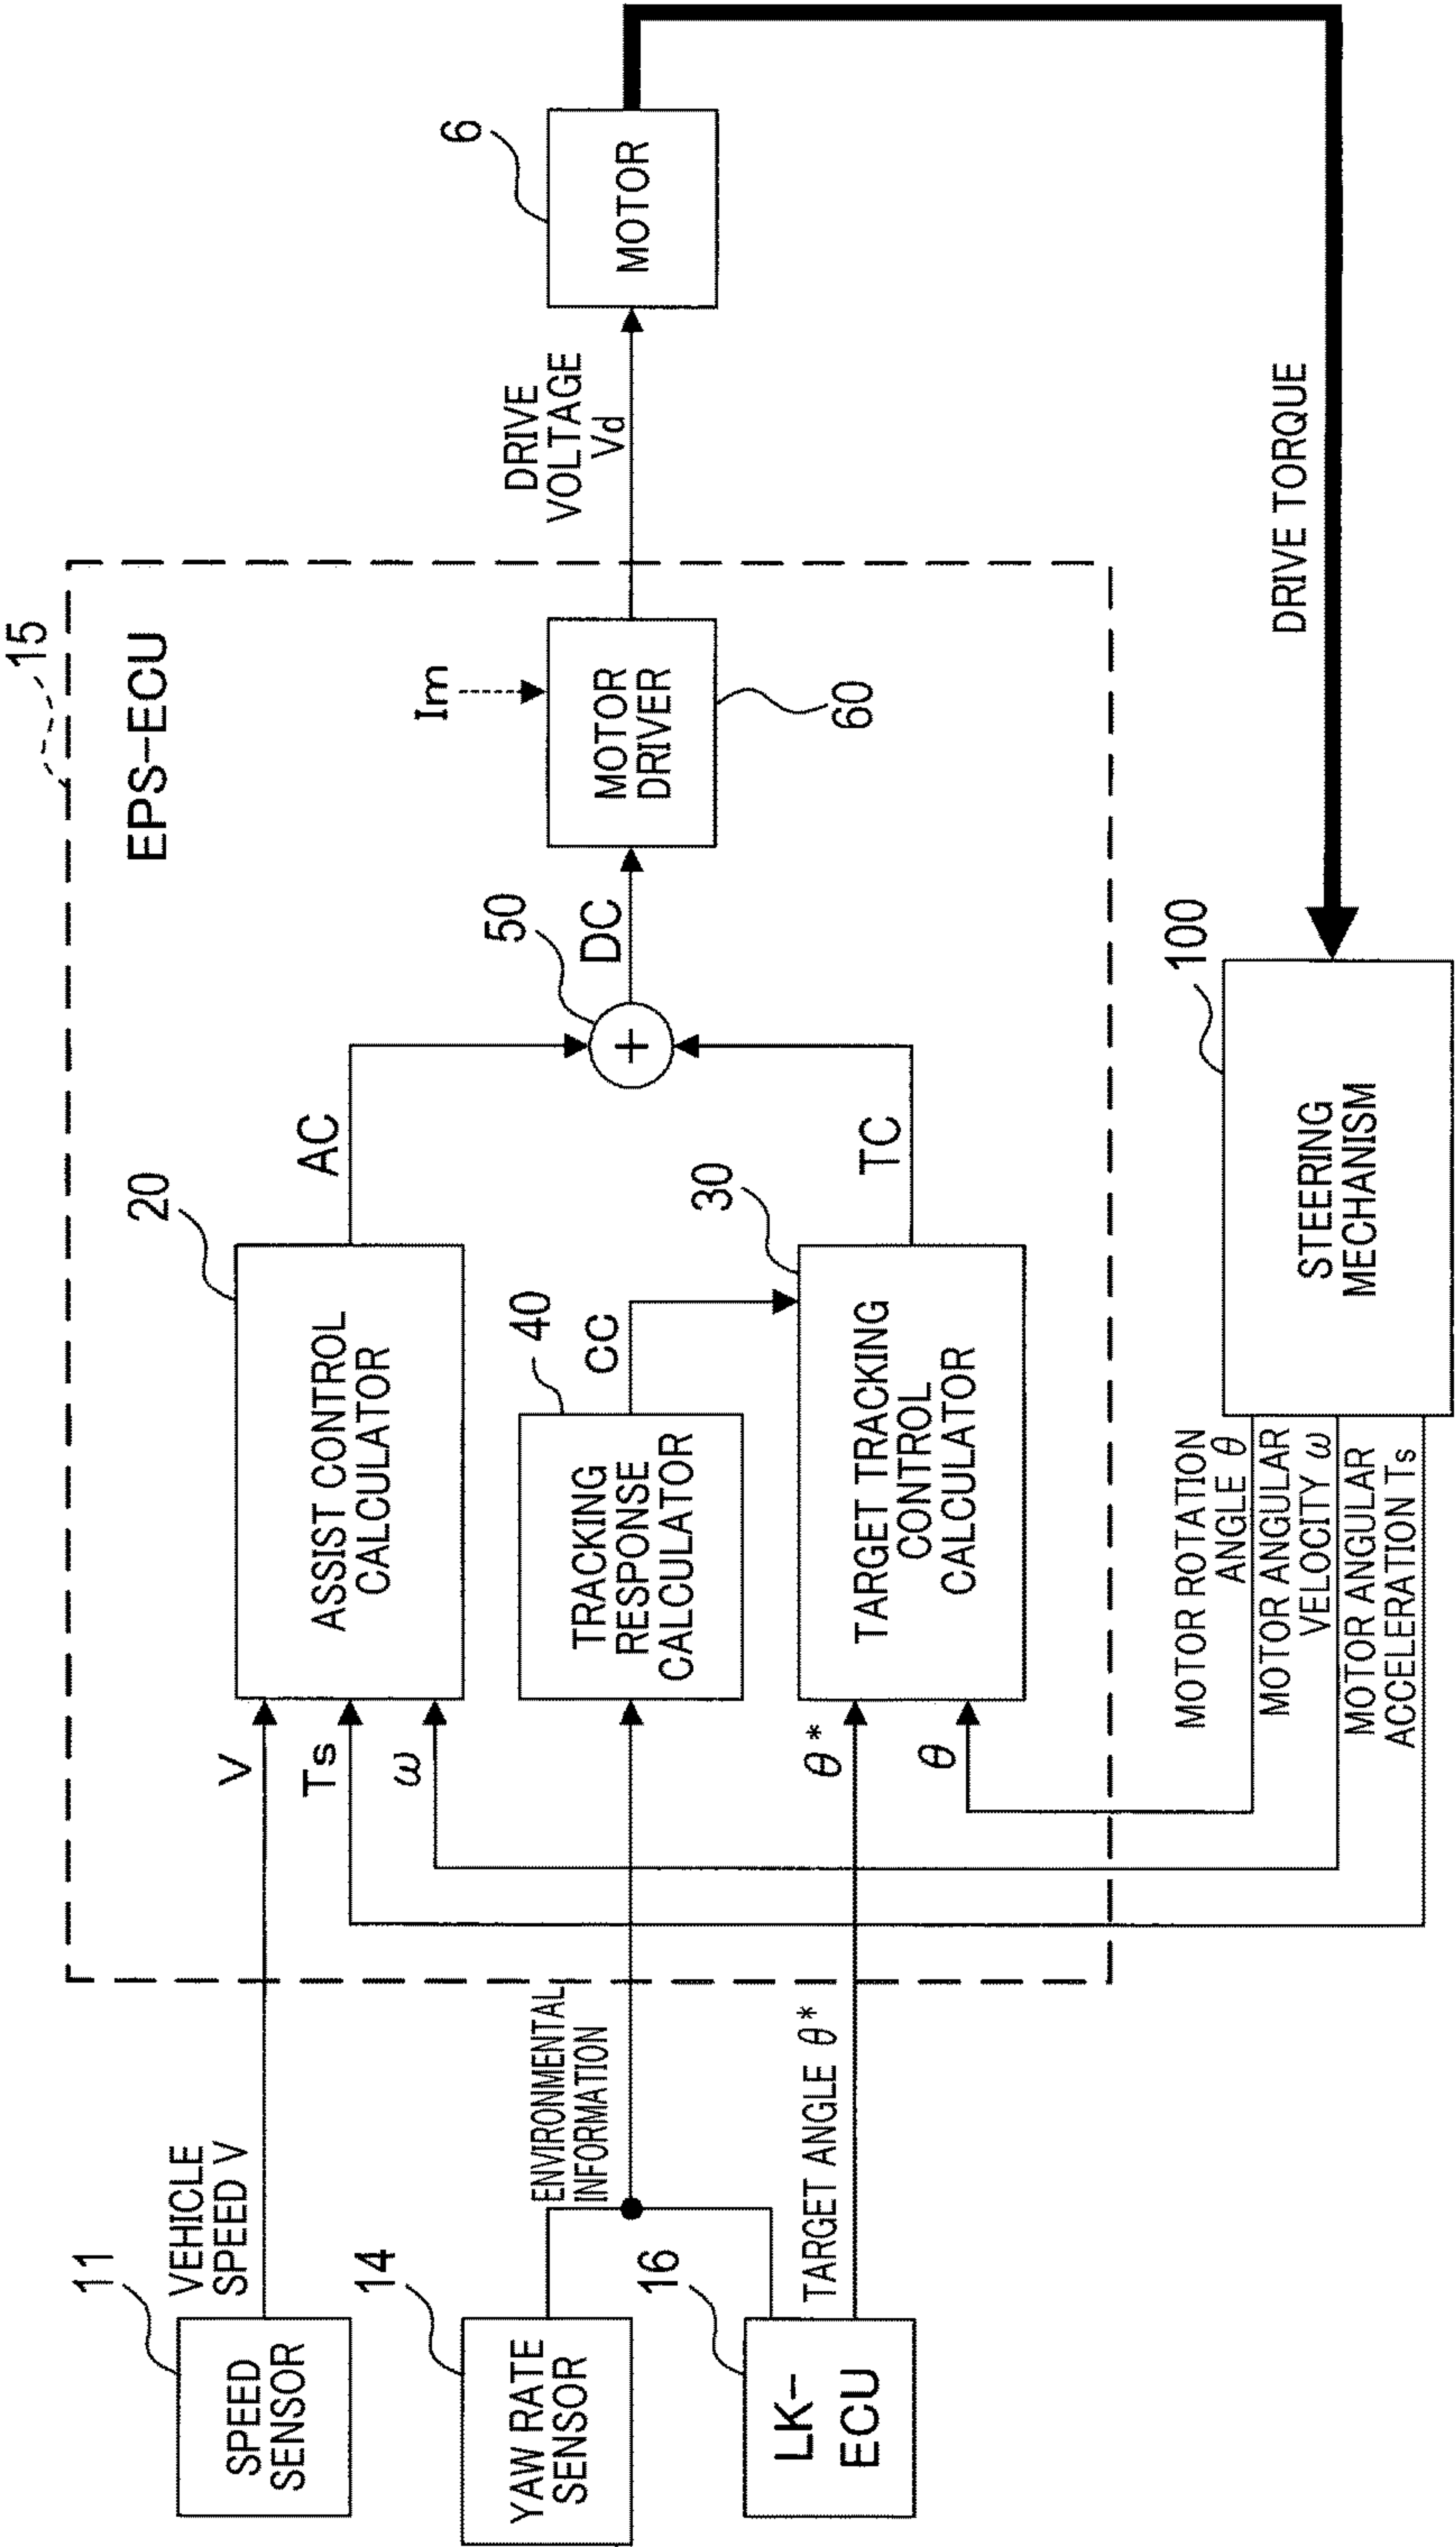 15
EPS-ECU
11
SPEED
SENSOR
VEHICLE
SPEED V
V
Ts
ω
20
ASSIST CONTROL
CALCULATOR
AC
14
YAW RATE
SENSOR
ENVIRONMENTAL
INFORMATION
40
TRACKING
RESPONSE
CALCULATOR
CC
50
+
DC
Im
MOTOR
DRIVER
60
DRIVE
VOLTAGE
Vd
6
MOTOR
16
LK-
ECU
TARGET ANGLE θ*
θ*
θ
30
TARGET TRACKING
CONTROL
CALCULATOR
TC
MOTOR ROTATION
ANGLE θ
MOTOR ANGULAR
VELOCITY ω
MOTOR ANGULAR
ACCELERATION Ts
100
STEERING
MECHANISM
DRIVE TORQUE